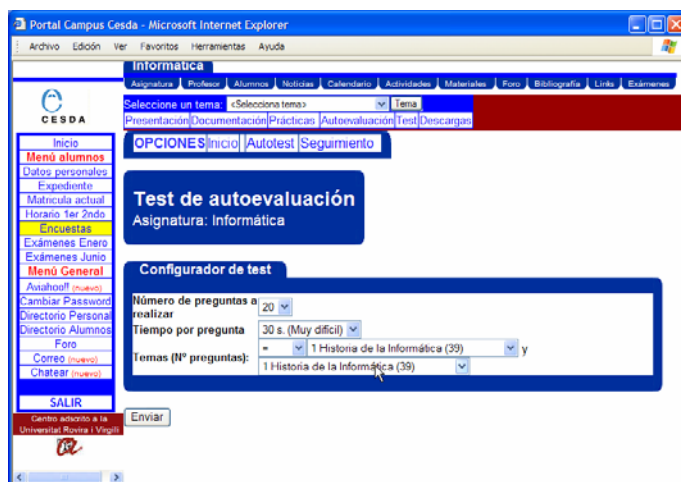 Portal Campus Cesda - Microsoft Internet Explorer
Archivo Edición Ver Favoritos Herramientas Ayuda
Informática
Asignatura Profesor Alumnos Noticias Calendario Actividades Materiales Foro Bibliografía Links Exámenes
Seleccione un tema: <Selecciona tema> Tema
Presentación Documentación Prácticas Autoevaluación Test Descargas
CESDA
OPCIONES Inicio Autotest Seguimiento
Inicio
Menú alumnos
Datos personales
Expediente
Matricula actual
Horario 1er 2ndo
Encuestas
Exámenes Enero
Exámenes Junio
Menú General
Aviahoo!! (nuevo)
Cambiar Password
Directorio Personal
Directorio Alumnos
Foro
Correo (nuevo)
Chatear (nuevo)
SALIR
Centro adscrito a la
Universitat Rovira i Virgili
Test de autoevaluación
Asignatura: Informática
Configurador de test
Número de preguntas a
realizar
20
Tiempo por pregunta 30 s. (Muy difícil)
Temas (Nº preguntas): = 1 Historia de la Informática (39) y
1 Historia de la Informática (39)
Enviar